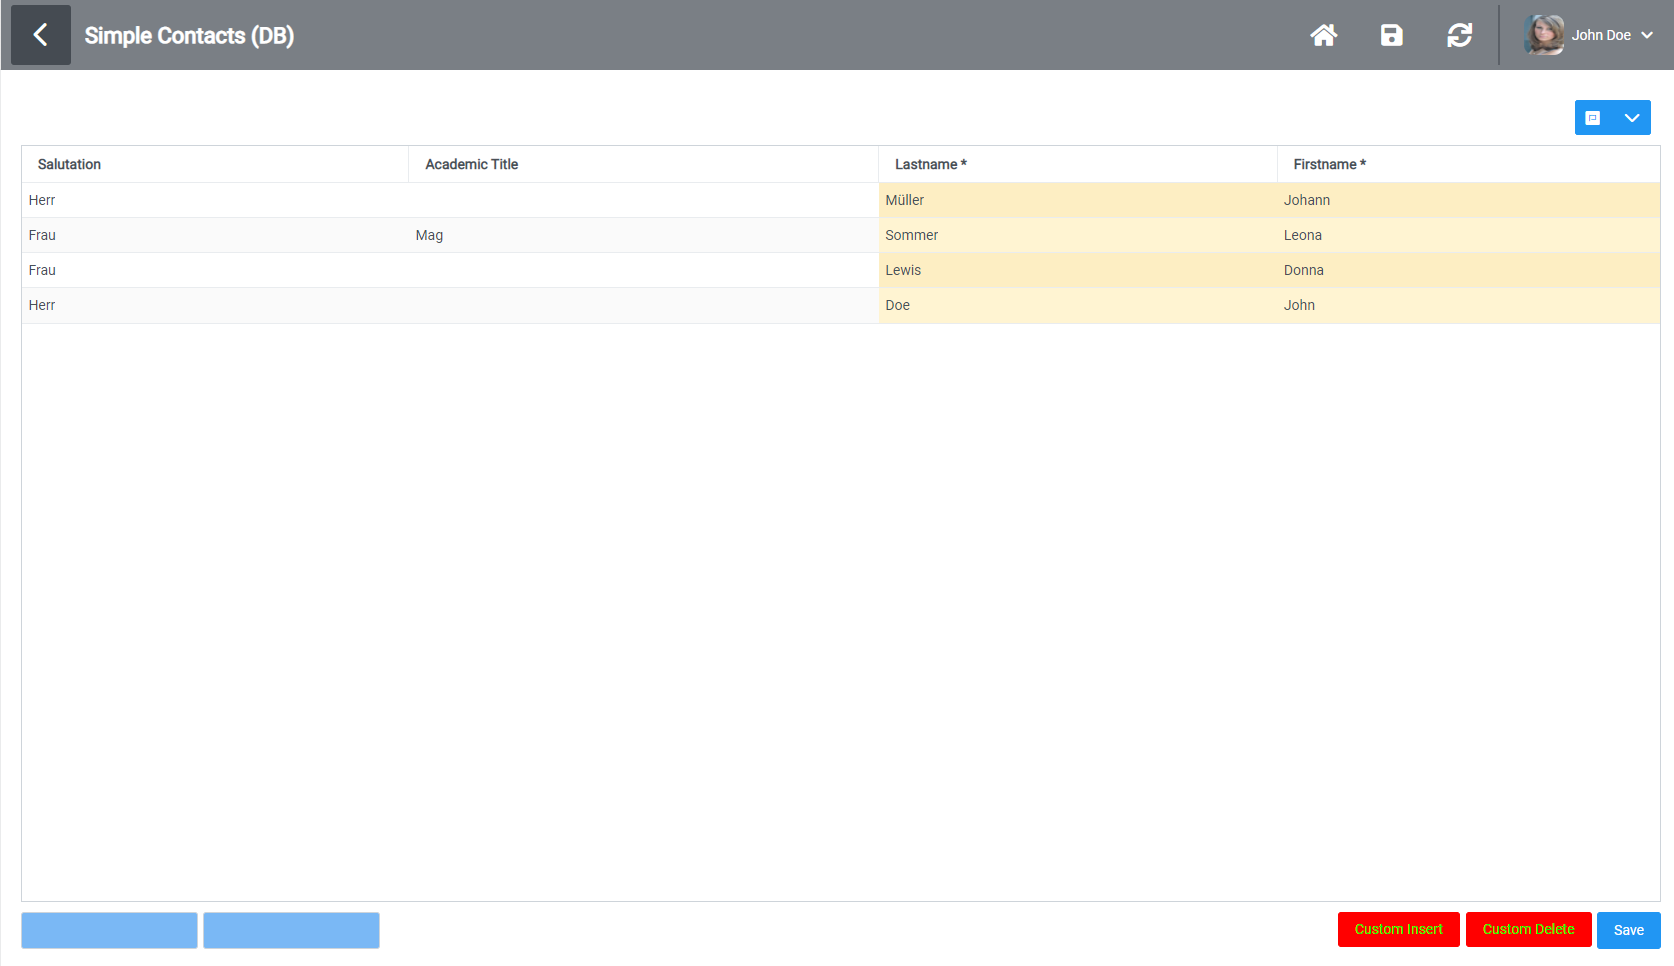 Simple Contacts (DB)
John Doe
Salutation Academic Title Lastname * Firstname *
Herr Müller Johann
Frau Mag Sommer Leona
Frau Lewis Donna
Herr Doe John
Custom Insert Custom Delete Save